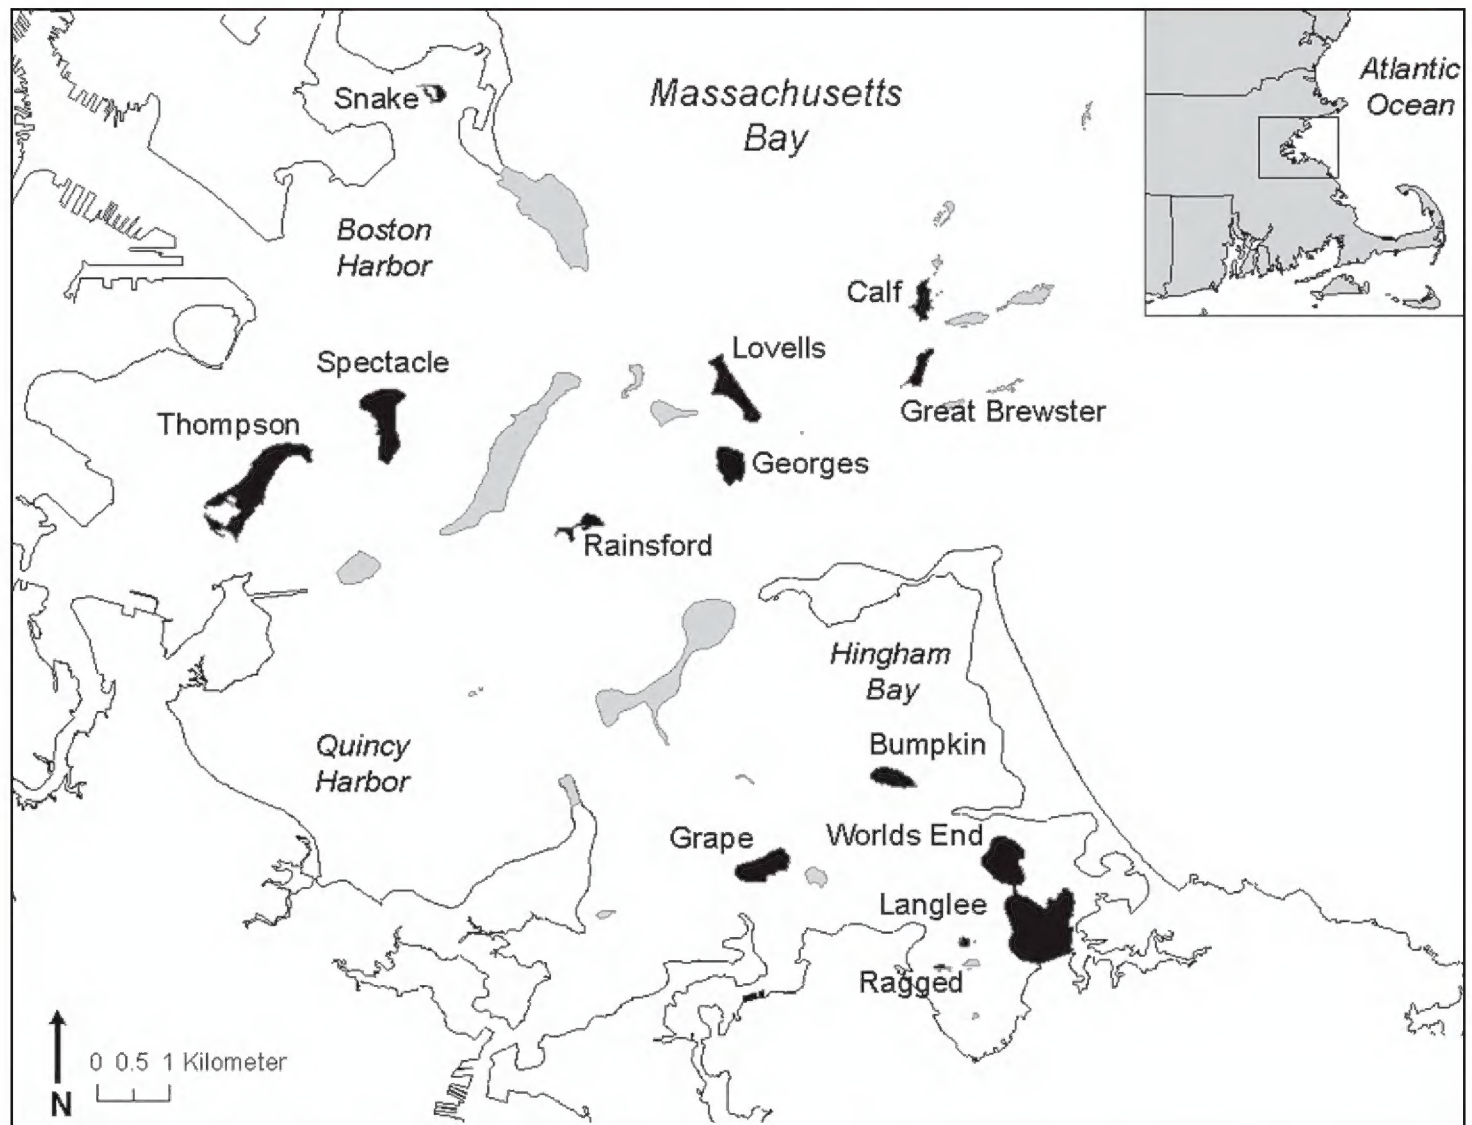 Massachusetts
Bay
Atlantic
Ocean
Snake
Boston
Harbor
Calf
Lovells
Spectacle
Great Brewster
Thompson
Georges
Rainsford
Hingham
Bay
Quincy
Harbor
Bumpkin
Grape
Worlds End
Langlee
Ragged
0 0.5 1 Kilometer
N